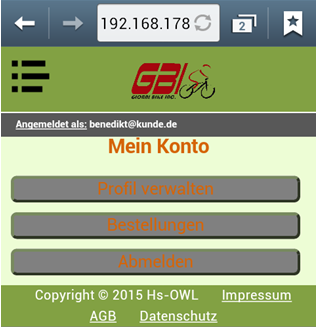 192.168.178
2
GBI
GLOBAL BIKE INC.
Angemeldet als: benedikt@kunde.de
Mein Konto
Profil verwalten
Bestellungen
Abmelden
Copyright © 2015 Hs-OWL Impressum
AGB Datenschutz